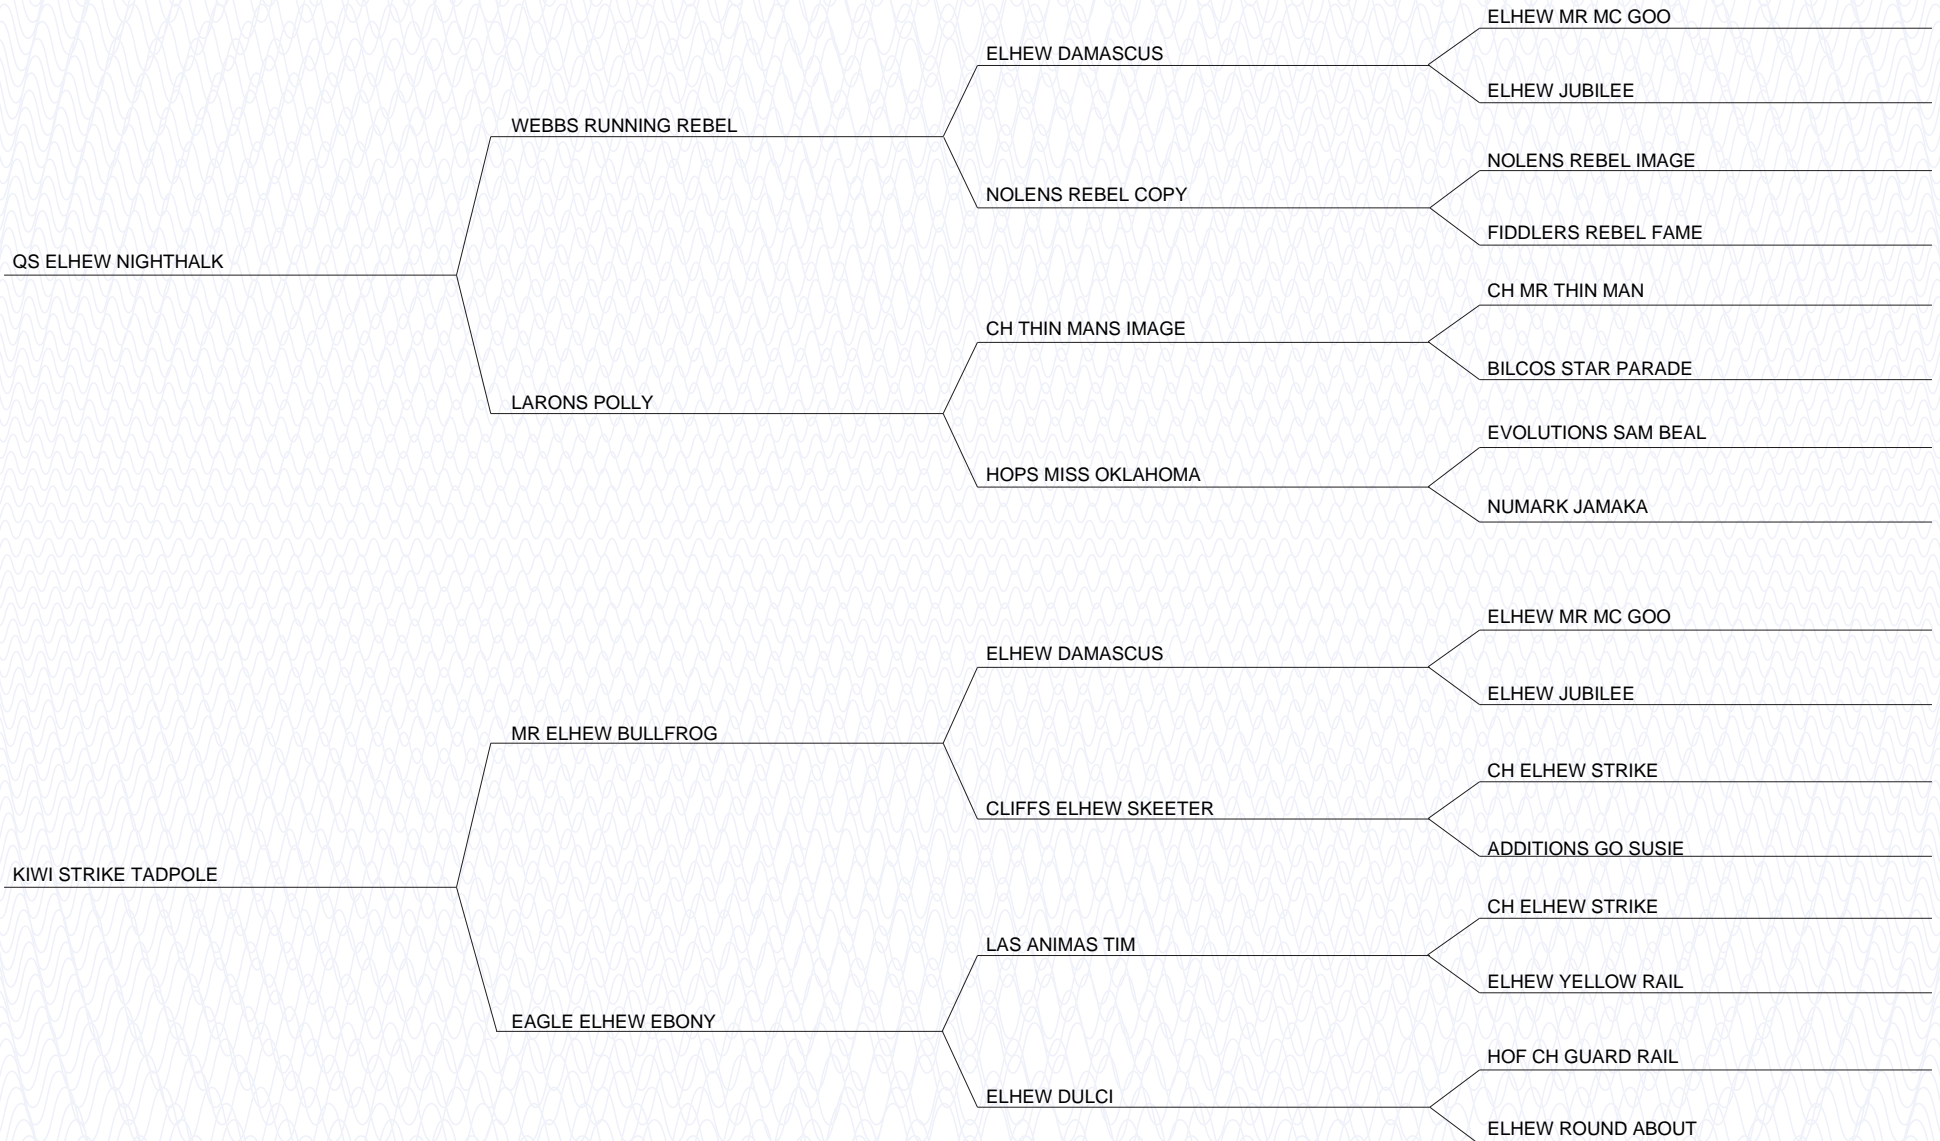 ELHEW MR MC GOO
ELHEW DAMASCUS
ELHEW JUBILEE
WEBBS RUNNING REBEL
NOLENS REBEL IMAGE
NOLENS REBEL COPY
FIDDLERS REBEL FAME
QS ELHEW NIGHTHALK
CH MR THIN MAN
CH THIN MANS IMAGE
BILCOS STAR PARADE
LARONS POLLY
EVOLUTIONS SAM BEAL
HOPS MISS OKLAHOMA
NUMARK JAMAKA
ELHEW MR MC GOO
ELHEW DAMASCUS
ELHEW JUBILEE
MR ELHEW BULLFROG
CH ELHEW STRIKE
CLIFFS ELHEW SKEETER
ADDITIONS GO SUSIE
KIWI STRIKE TADPOLE
CH ELHEW STRIKE
LAS ANIMAS TIM
ELHEW YELLOW RAIL
EAGLE ELHEW EBONY
HOF CH GUARD RAIL
ELHEW DULCI
ELHEW ROUND ABOUT